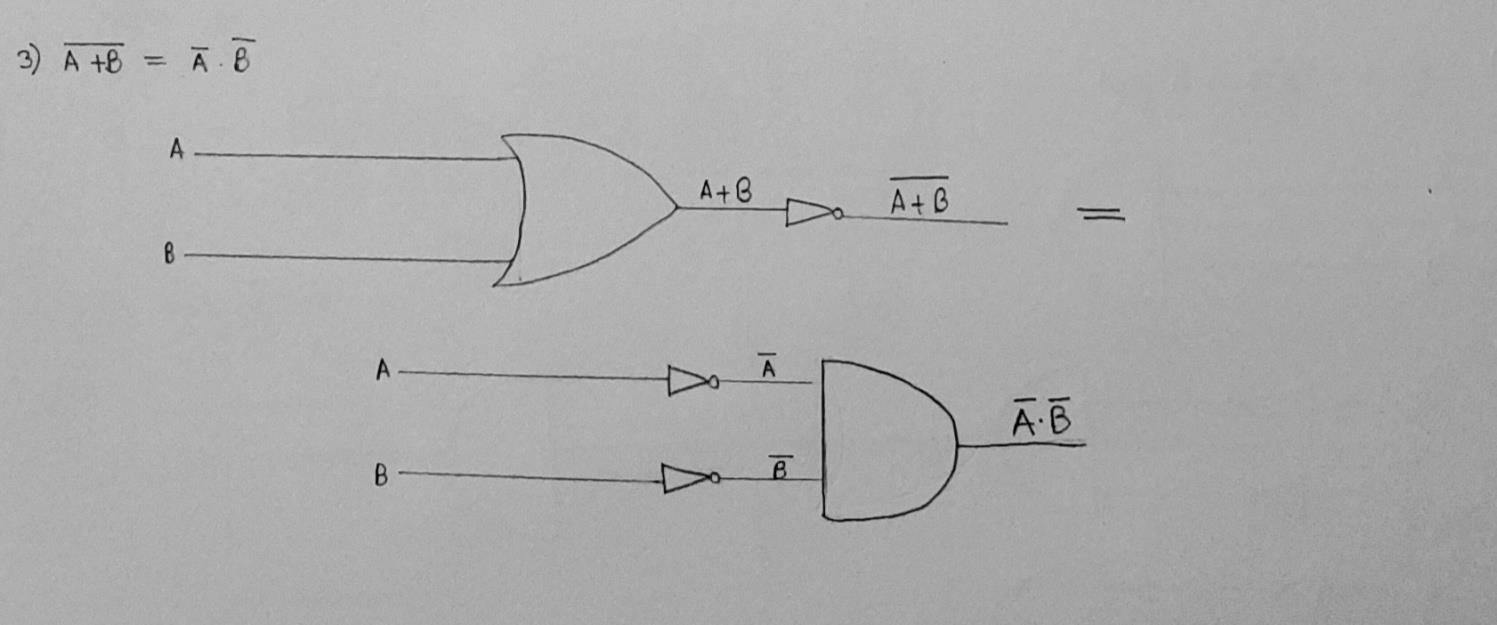 3) A̅ ̅+̅B̅ = A̅ . B̅
A
A+B
A̅+̅B̅
=
B
A
A̅
A̅·B̅
B
B̅